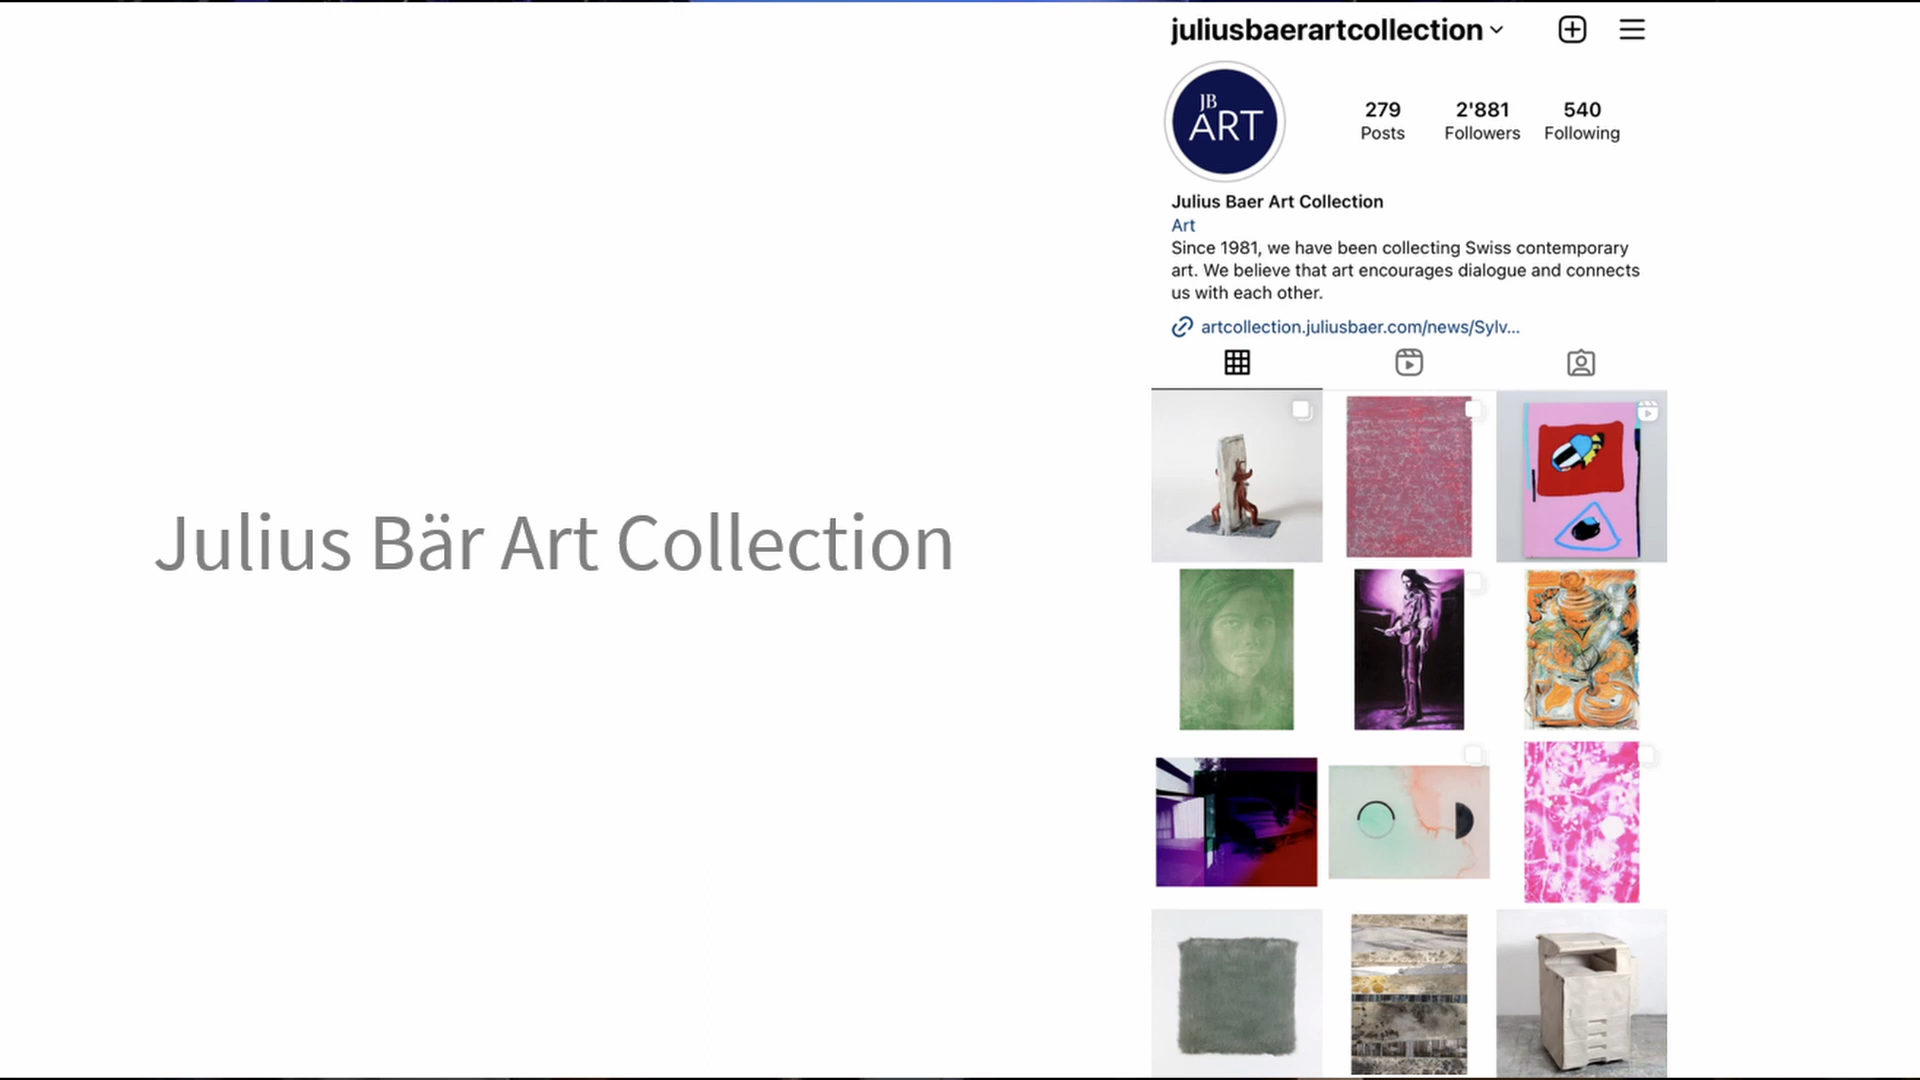 Julius Bär Art Collection
juliusbaerartcollection
JB
ART
279
Posts
2'881
Followers
540
Following
Julius Baer Art Collection
Art
Since 1981, we have been collecting Swiss contemporary
art. We believe that art encourages dialogue and connects
us with each other.
artcollection.juliusbaer.com/news/Sylv...